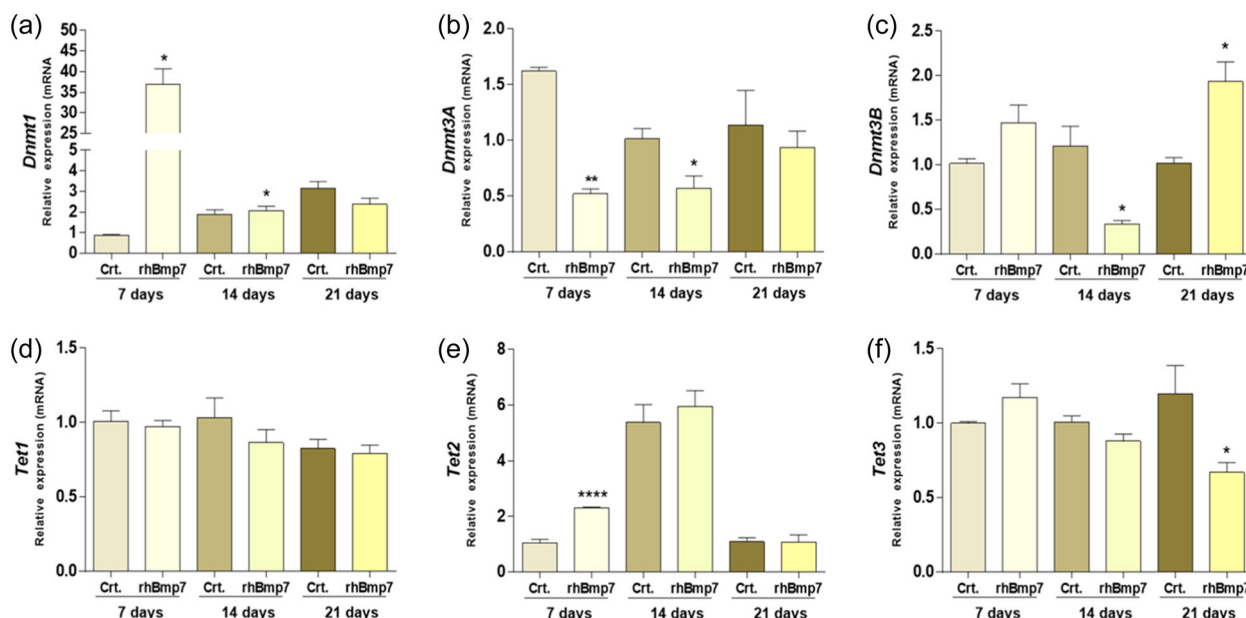 (a)
Dnmt1
Relative expression (mRNA)
50
45
40
35
30
25
5
4
3
2
1
0
*
*
Crt. rhBmp7 Crt. rhBmp7 Crt. rhBmp7
7 days 14 days 21 days
(b)
Dnmt3A
Relative expression (mRNA)
2.0
1.5
1.0
0.5
0.0
**
*
Crt. rhBmp7 Crt. rhBmp7 Crt. rhBmp7
7 days 14 days 21 days
(c)
Dnmt3B
Relative expression (mRNA)
2.5
2.0
1.5
1.0
0.5
0.0
*
*
Crt. rhBmp7 Crt. rhBmp7 Crt. rhBmp7
7 days 14 days 21 days
(d)
Tet1
Relative expression (mRNA)
1.5
1.0
0.5
0.0
Crt. rhBmp7 Crt. rhBmp7 Crt. rhBmp7
7 days 14 days 21 days
(e)
Tet2
Relative expression (mRNA)
8
6
4
2
0
****
Crt. rhBmp7 Crt. rhBmp7 Crt. rhBmp7
7 days 14 days 21 days
(f)
Tet3
Relative expression (mRNA)
1.5
1.0
0.5
0.0
*
Crt. rhBmp7 Crt. rhBmp7 Crt. rhBmp7
7 days 14 days 21 days